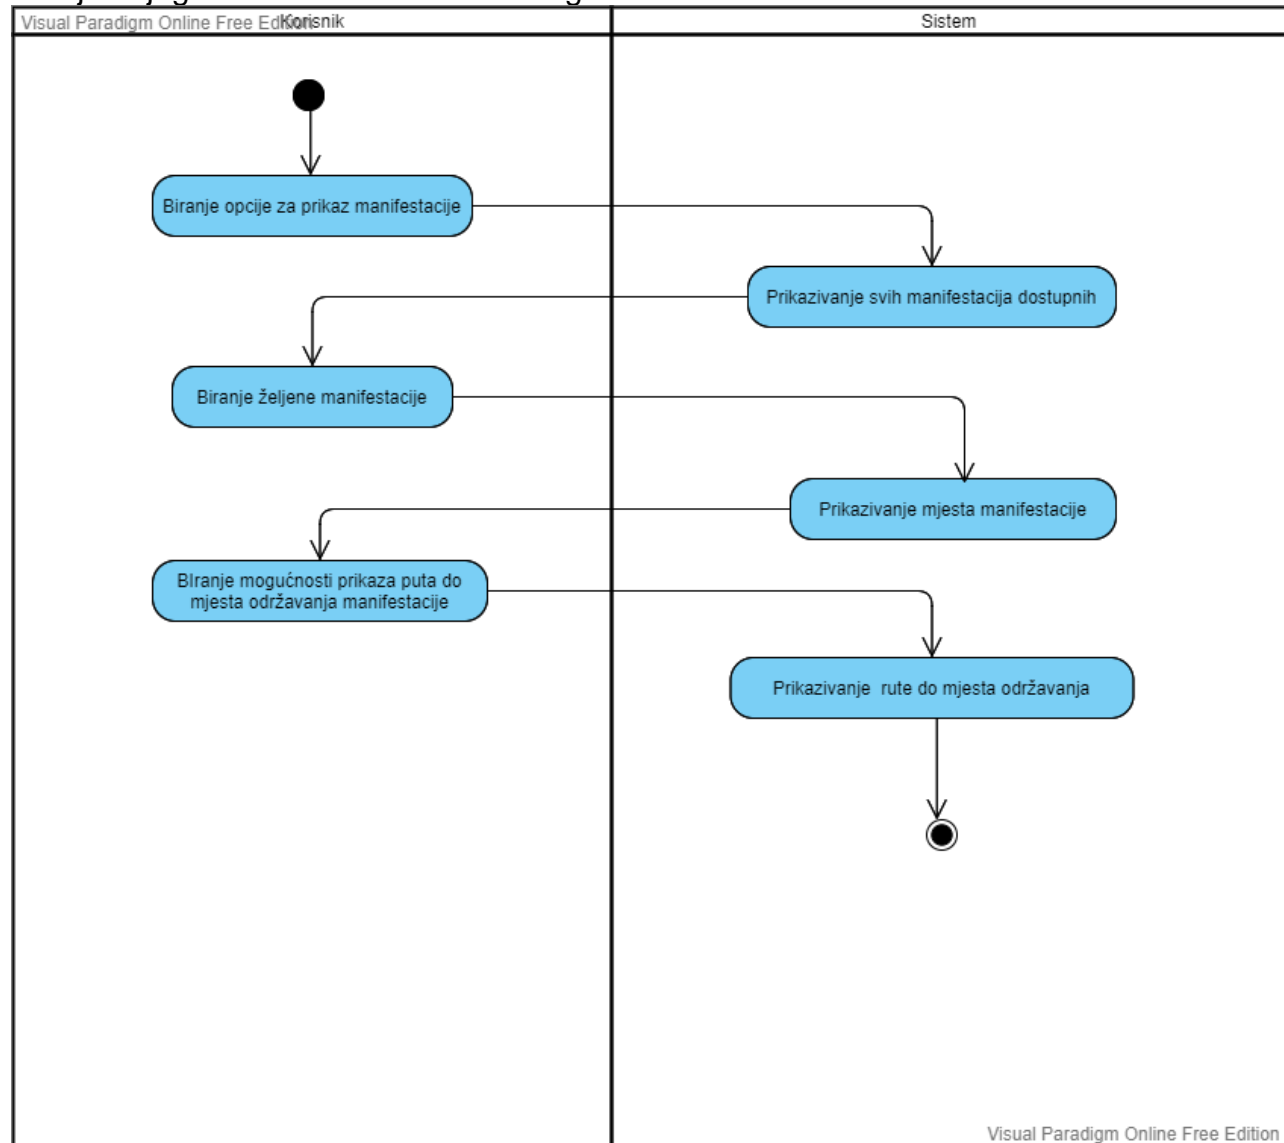 Visual Paradigm Online Free Edition
Korisnik
Sistem
Biranje opcije za prikaz manifestacije
Prikazivanje svih manifestacija dostupnih
Biranje željene manifestacije
Prikazivanje mjesta manifestacije
BIranje mogućnosti prikaza puta do
mjesta održavanja manifestacije
Prikazivanje rute do mjesta održavanja
Visual Paradigm Online Free Edition